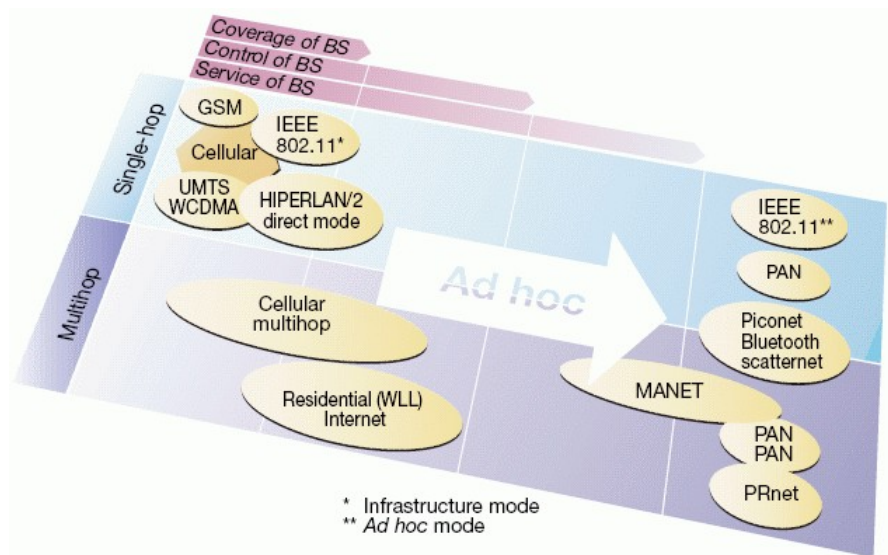 Coverage of BS
Control of BS
Service of BS
Single-hop
Multihop
GSM
Cellular
IEEE
802.11*
UMTS
WCDMA
HIPERLAN/2
direct mode
Ad hoc
IEEE
802.11**
PAN
Piconet
Bluetooth
scatternet
Cellular
multihop
Residential (WLL)
Internet
MANET
PAN
PAN
PRnet
* Infrastructure mode
** Ad hoc mode